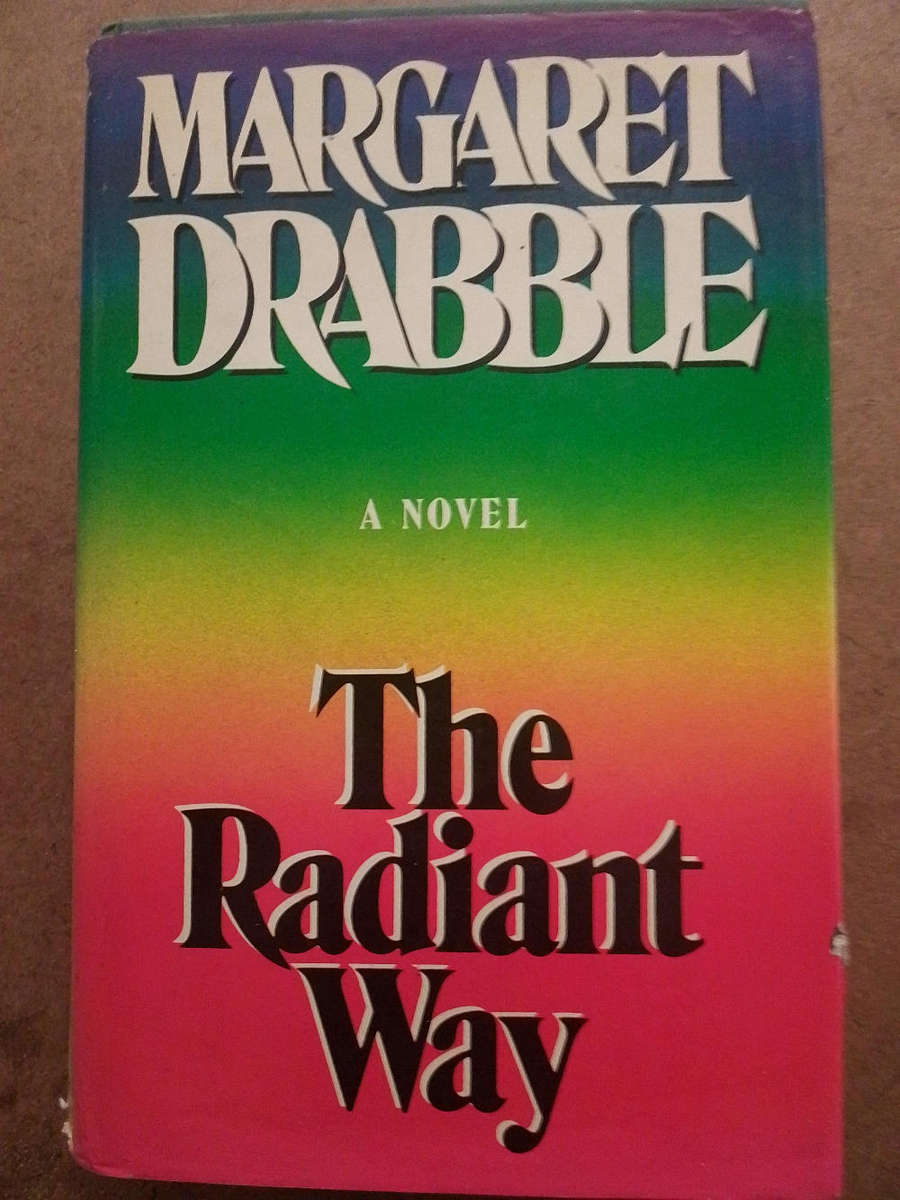 MARGARET
DRABBLE
A NOVEL
The
Radiant
Way